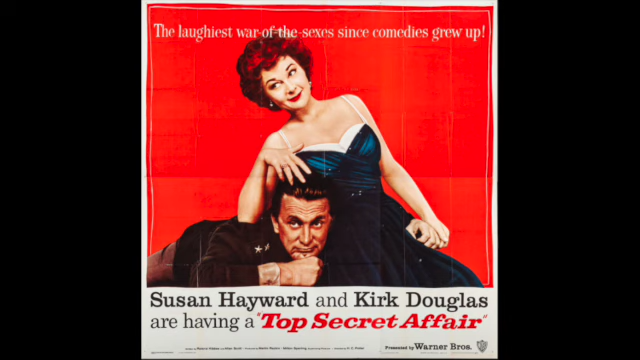 The laughiest war-of-the-sexes since comedies grew up!
Susan Hayward and Kirk Douglas
are having a "Top Secret Affair"
Presented by Warner Bros.